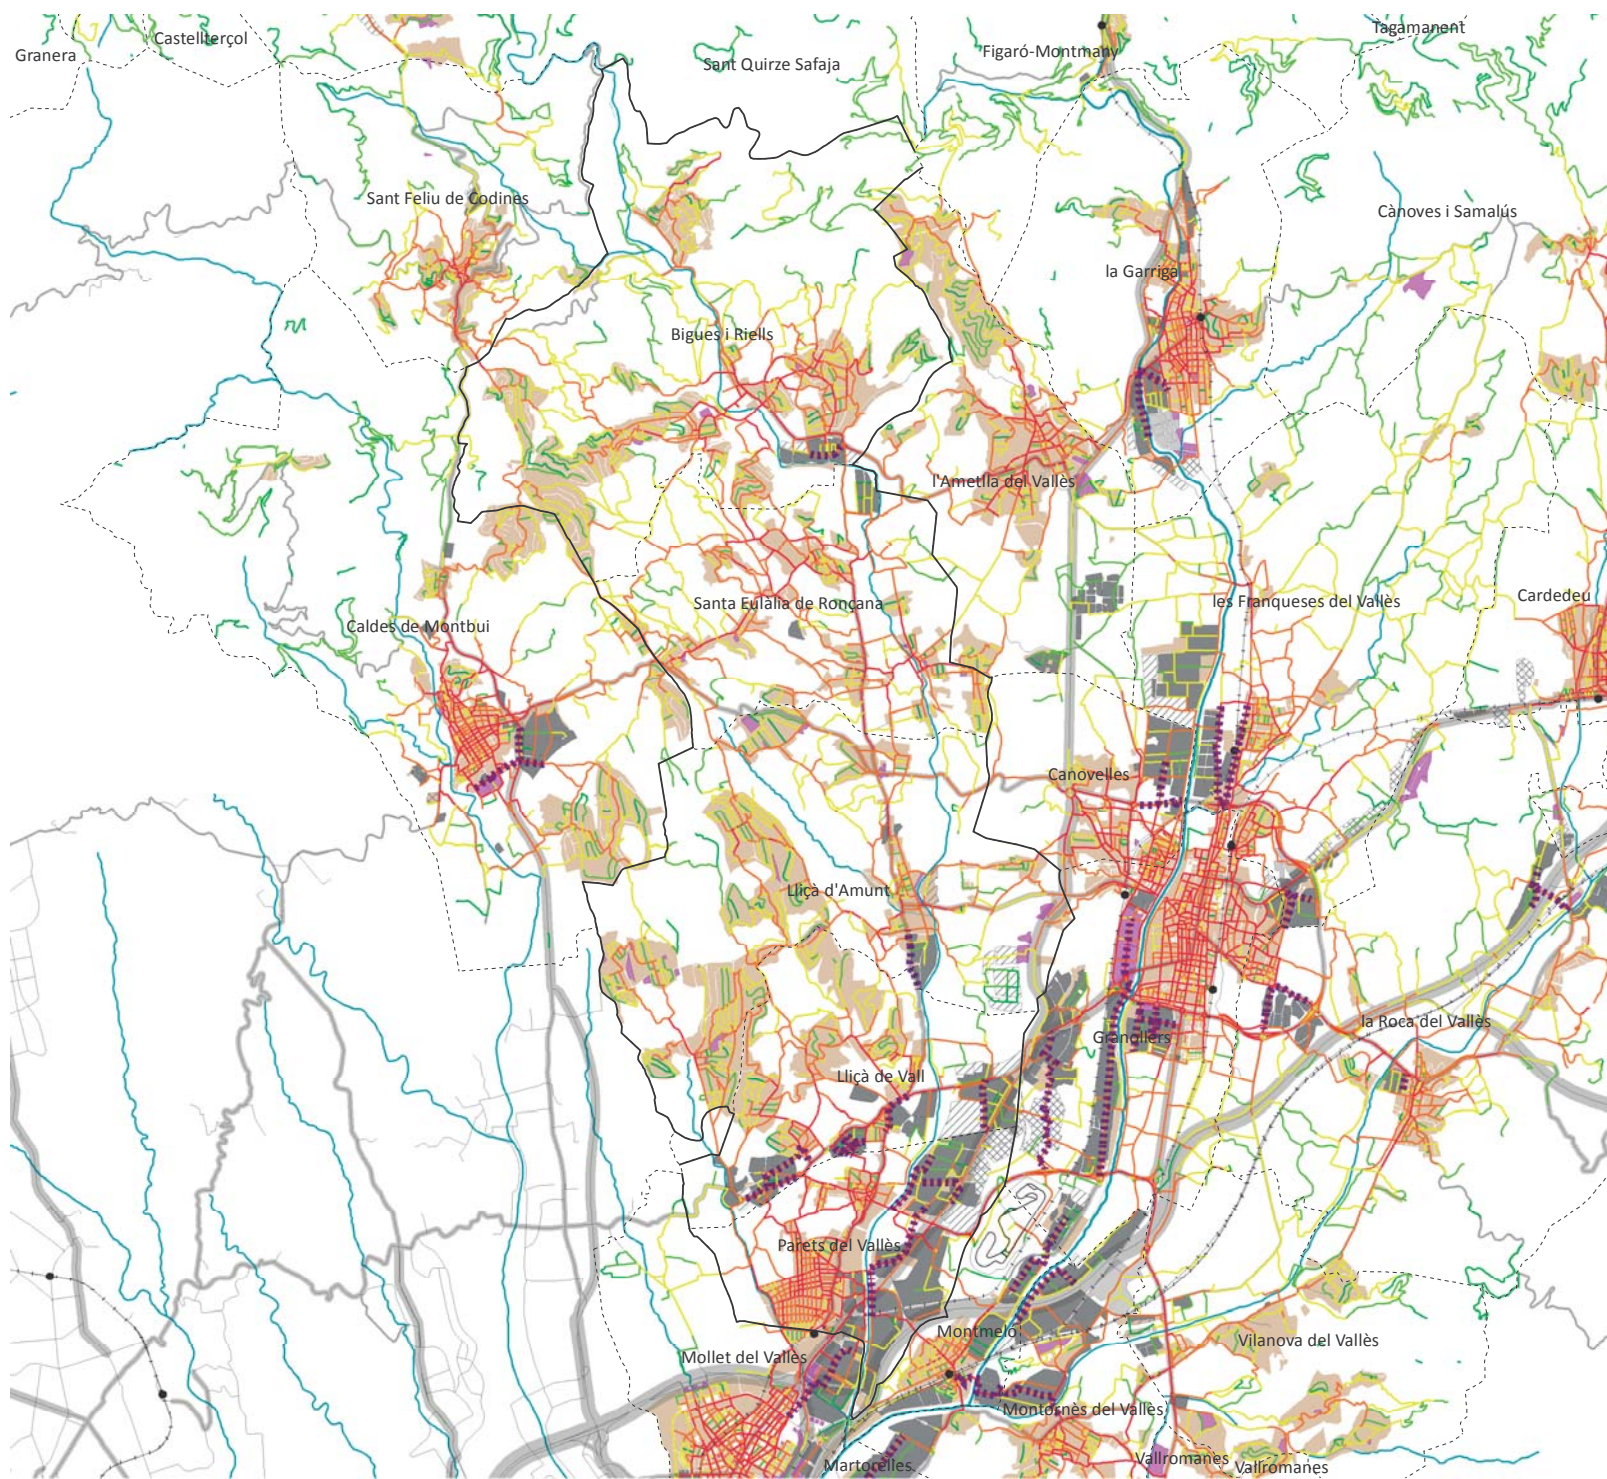 Tagamanent
Castellterçol
Figaró-Montmany
Granera
Sant Quirze Safaja
Sant Feliu de Codines
Cànoves i Samalús
la Garriga
Bigues i Riells
l'Ametlla del Vallès
Cardedeu
Santa Eulàlia de Ronçana
les Franqueses del Vallès
Caldes de Montbui
Canovelles
Lliçà d'Amunt
la Roca del Vallès
Granollers
Lliçà de Vall
Parets del Vallès
Montmeló
Vilanova del Vallès
Mollet del Vallès
Montornès del Vallès
Vallromanes
Martorelles
Vallromanes